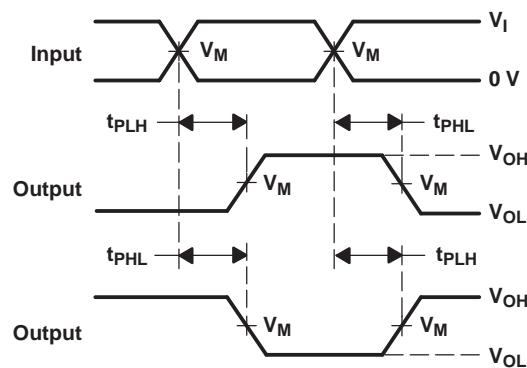 V_I
Input V_M V_M
0 V
t_PLH t_PHL
V_OH
Output V_M V_M
V_OL
t_PHL t_PLH
V_OH
Output V_M V_M
V_OL